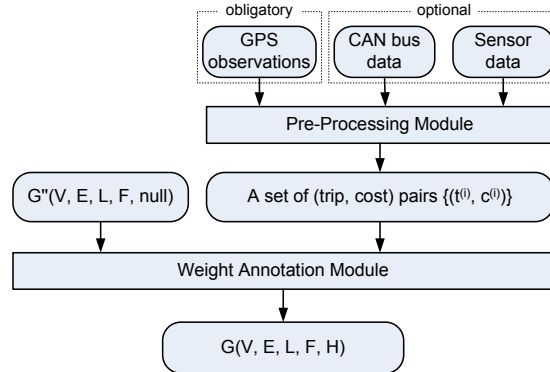 obligatory
optional
GPS
observations
CAN bus
data
Sensor
data
Pre-Processing Module
G"(V, E, L, F, null)
A set of (trip, cost) pairs {(t⁽ⁱ⁾, c⁽ⁱ⁾)}
Weight Annotation Module
G(V, E, L, F, H)